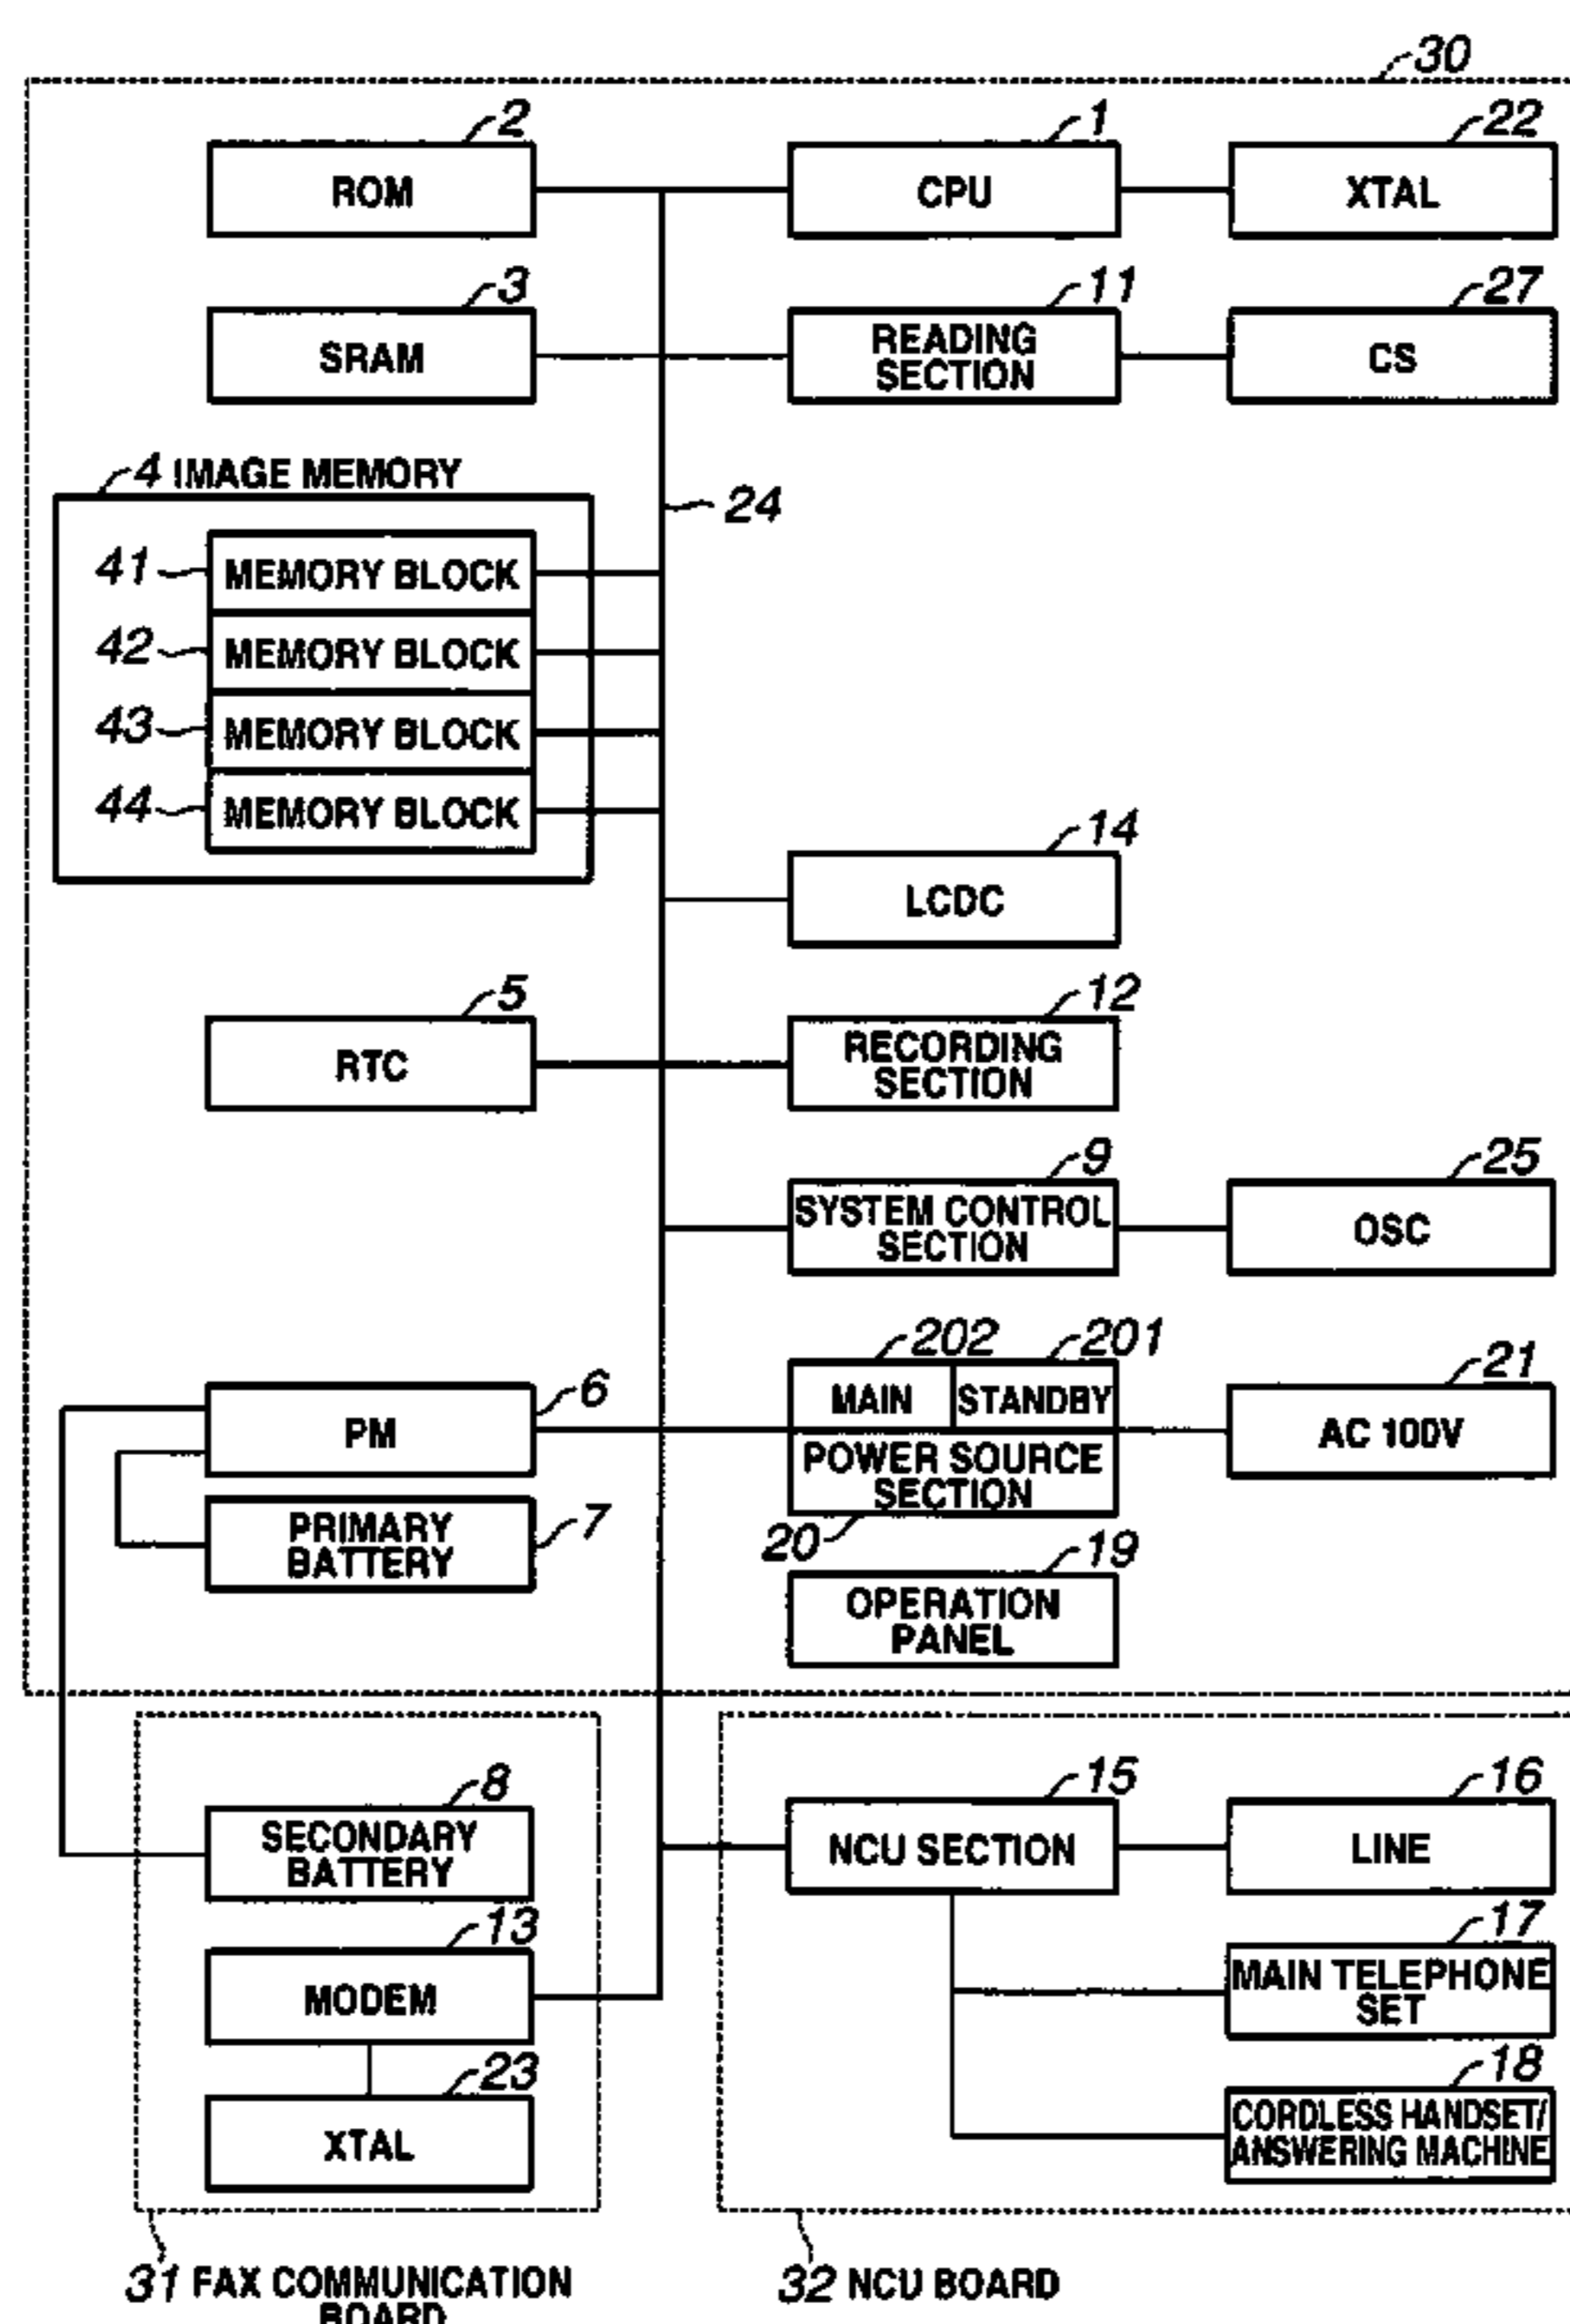 30
2
1
22
ROM
CPU
XTAL
3
11
27
SRAM
READING
SECTION
CS
4 IMAGE MEMORY
24
41
MEMORY BLOCK
42
MEMORY BLOCK
43
MEMORY BLOCK
44
MEMORY BLOCK
14
LCDC
5
12
RTC
RECORDING
SECTION
9
25
SYSTEM CONTROL
SECTION
OSC
202
201
21
6
PM
MAIN
STANDBY
POWER SOURCE
SECTION
AC 100V
7
PRIMARY
BATTERY
20
19
OPERATION
PANEL
8
15
16
SECONDARY
BATTERY
NCU SECTION
LINE
13
17
MODEM
MAIN TELEPHONE
SET
23
18
XTAL
CORDLESS HANDSET/
ANSWERING MACHINE
31 FAX COMMUNICATION
BOARD
32 NCU BOARD